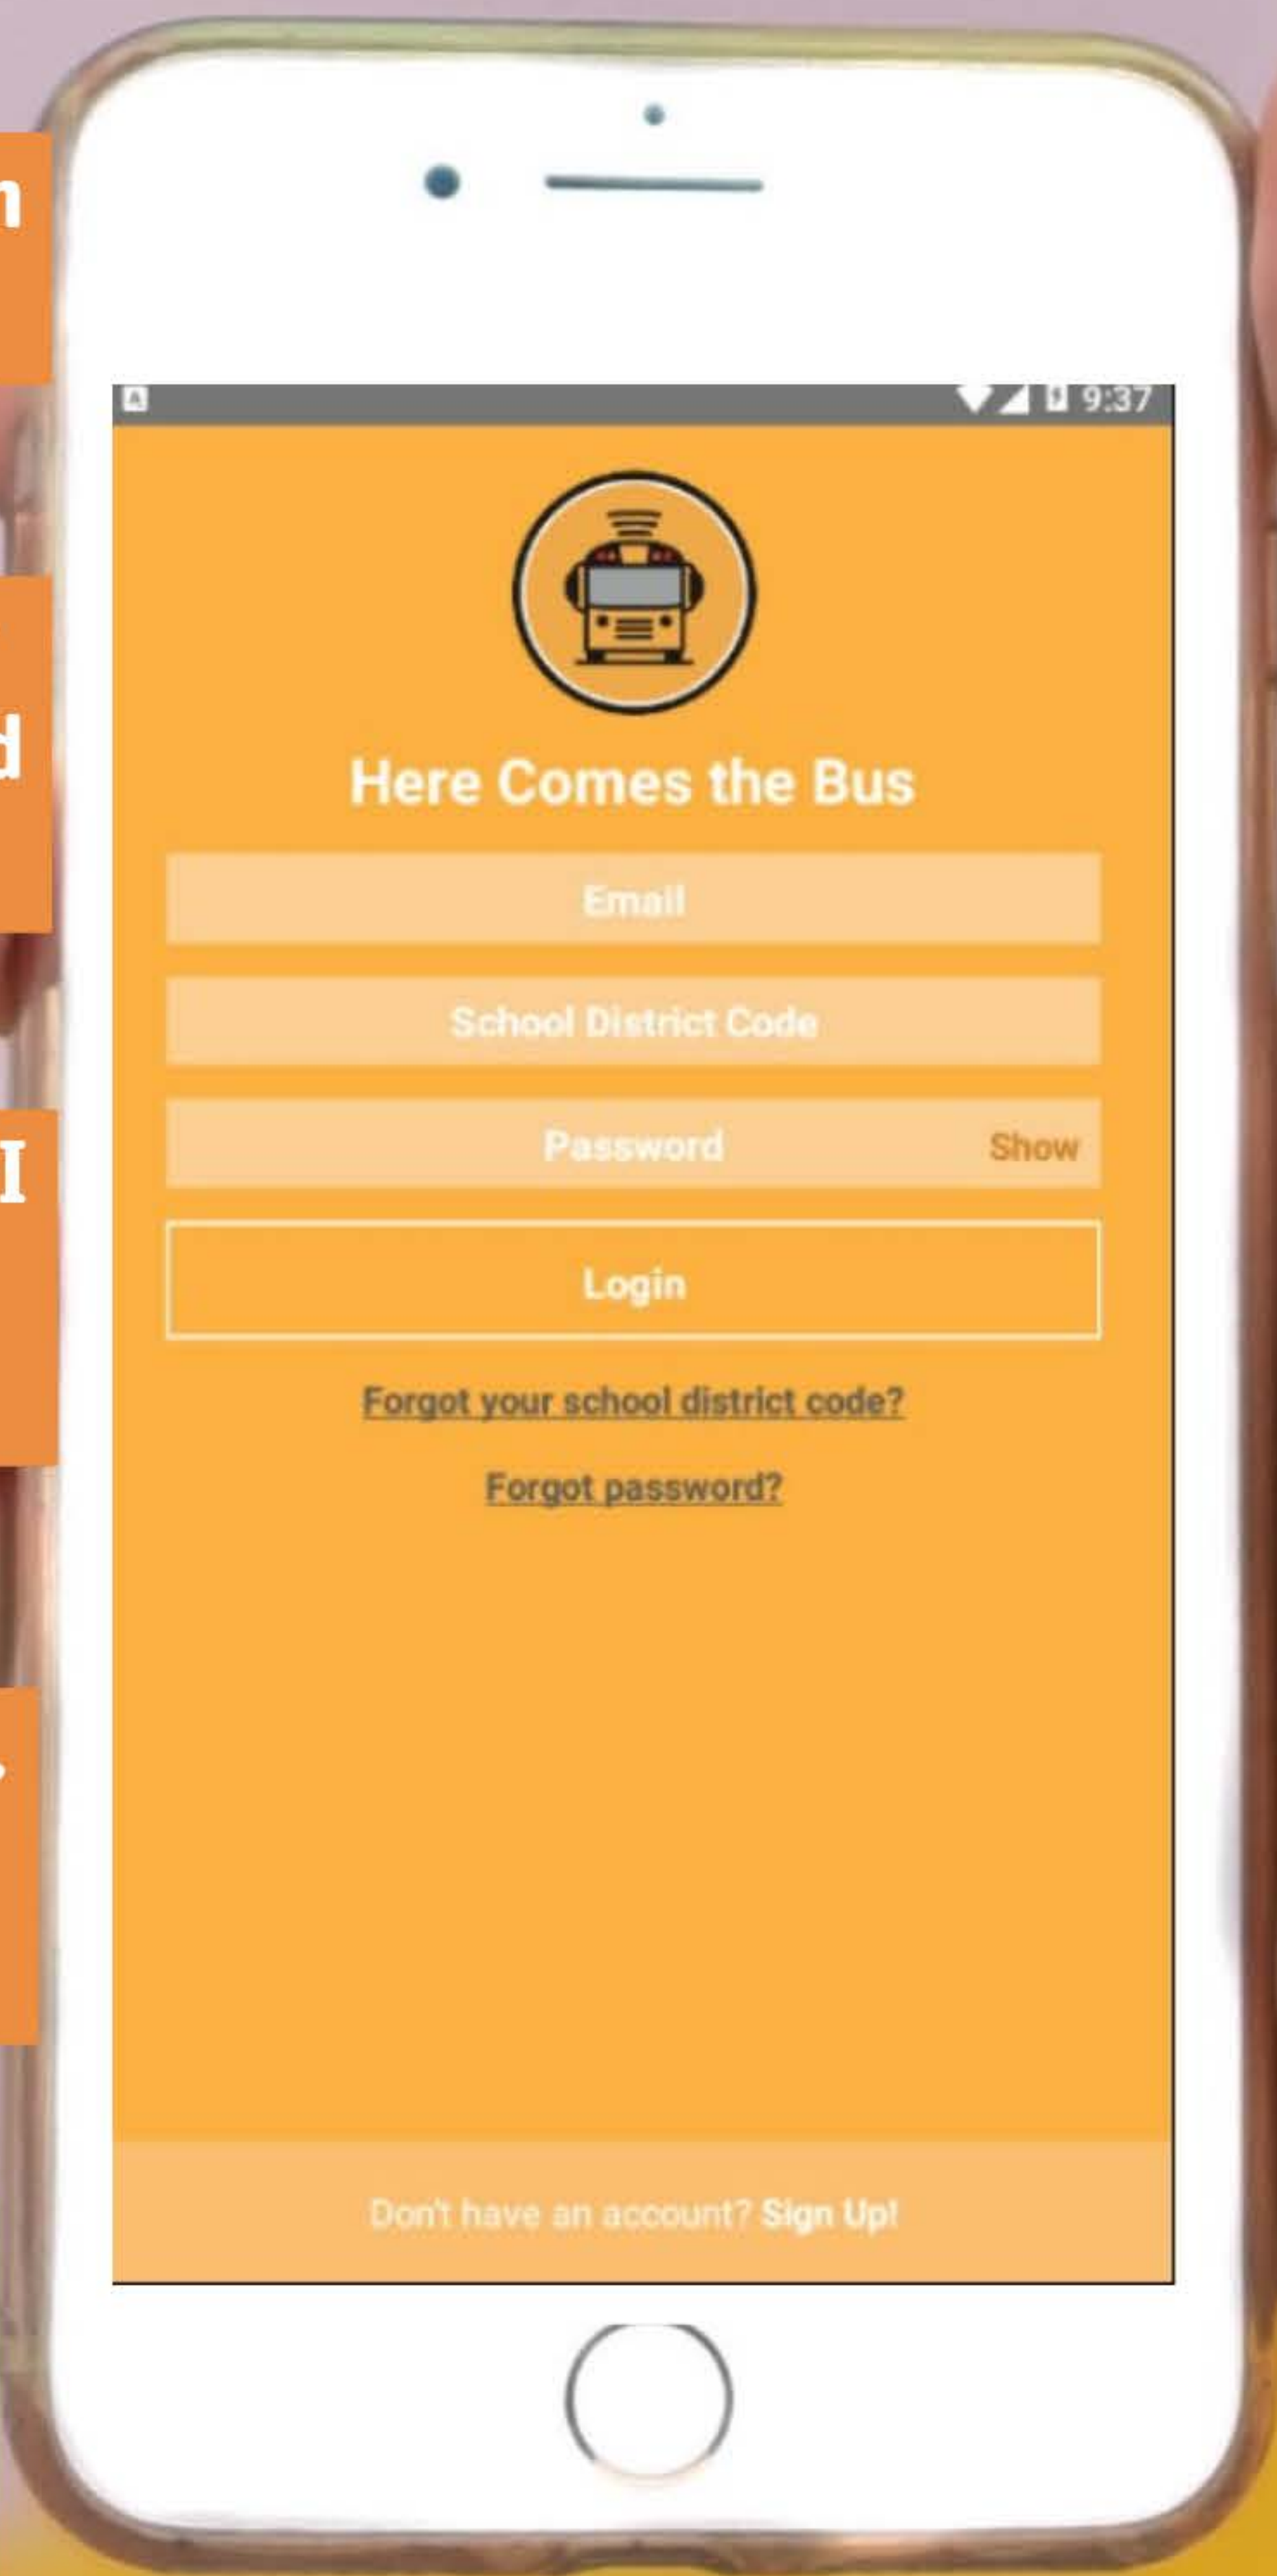 9:37
Here Comes the Bus
Email
School District Code
Password Show
Login
Forgot your school district code?
Forgot password?
Don't have an account? Sign Up!